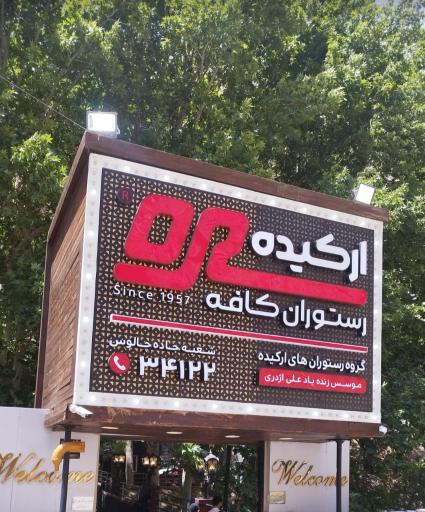 ارکیده
رستوران کافه
Since 1957
گروه رستوران های ارکیده
موسس زنده یاد علی اژدری
شعبه جاده چالوس
۳۴۱۲۲
Welcome
Welcome